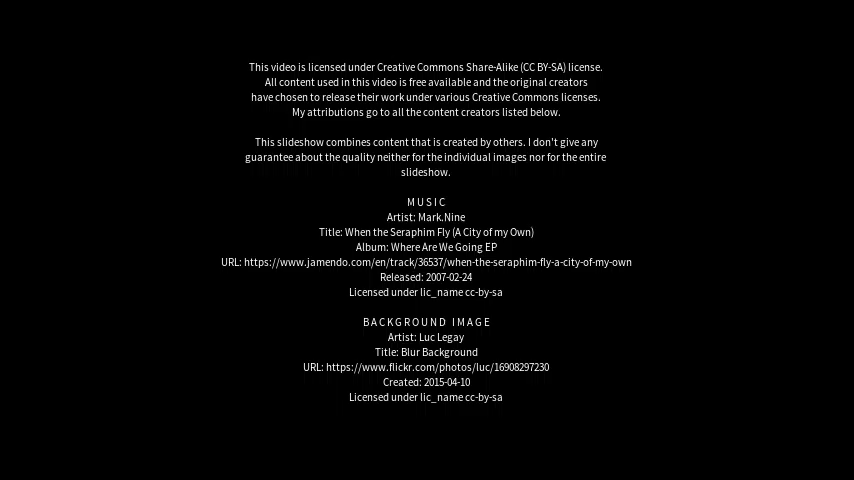 This video is licensed under Creative Commons Share-Alike (CC BY-SA) license.
All content used in this video is free available and the original creators
have chosen to release their work under various Creative Commons licenses.
My attributions go to all the content creators listed below.
This slideshow combines content that is created by others. I don't give any
guarantee about the quality neither for the individual images nor for the entire
slideshow.
MUSIC
Artist: Mark.Nine
Title: When the Seraphim Fly (A City of my Own)
Album: Where Are We Going EP
URL: https://www.jamendo.com/en/track/36537/when-the-seraphim-fly-a-city-of-my-own
Released: 2007-02-24
Licensed under lic_name cc-by-sa
BACKGROUND IMAGE
Artist: Luc Legay
Title: Blur Background
URL: https://www.flickr.com/photos/luc/16908297230
Created: 2015-04-10
Licensed under lic_name cc-by-sa